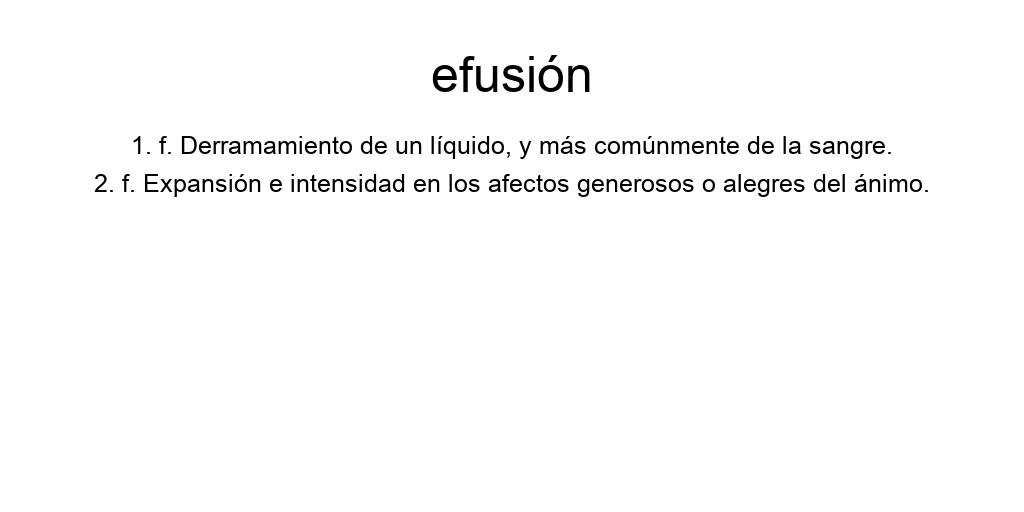 efusión
1. f. Derramamiento de un líquido, y más comúnmente de la sangre.
2. f. Expansión e intensidad en los afectos generosos o alegres del ánimo.